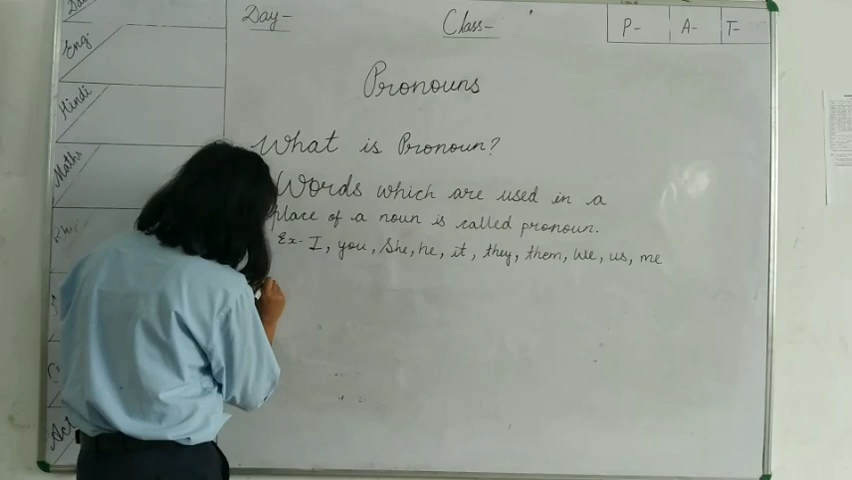 Day-
Class-
P- A- T-
Eng.
Hindi
Maths
Act
Pronouns
What is Pronoun?
Words which are used in a
place of a noun is called pronoun.
Ex- I, you, She, he, it, they, them, We, us, me